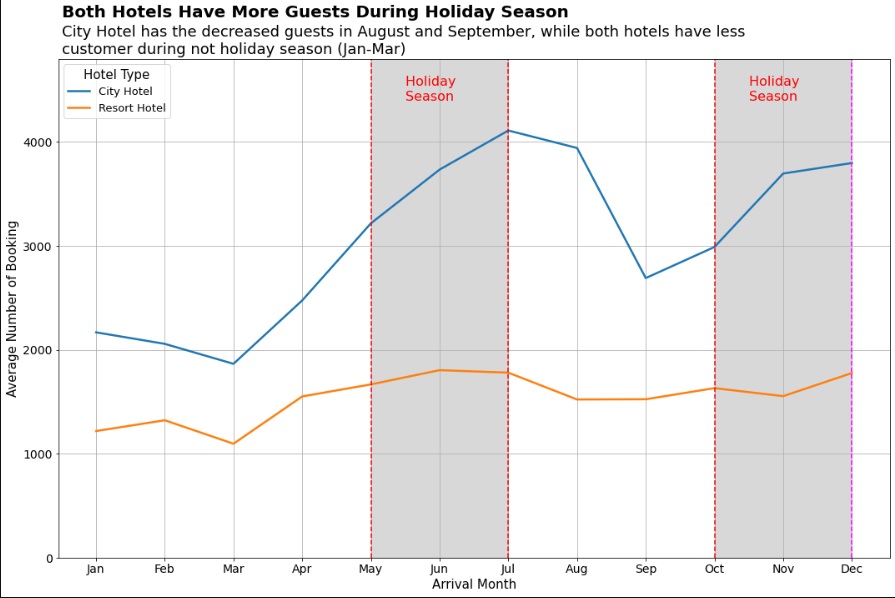 Both Hotels Have More Guests During Holiday Season
City Hotel has the decreased guests in August and September, while both hotels have less
customer during not holiday season (Jan-Mar)
Hotel Type
City Hotel
Resort Hotel
Holiday
Season
Holiday
Season
Average Number of Booking
4000
3000
2000
1000
0
Jan Feb Mar Apr May Jun Jul Aug Sep Oct Nov Dec
Arrival Month